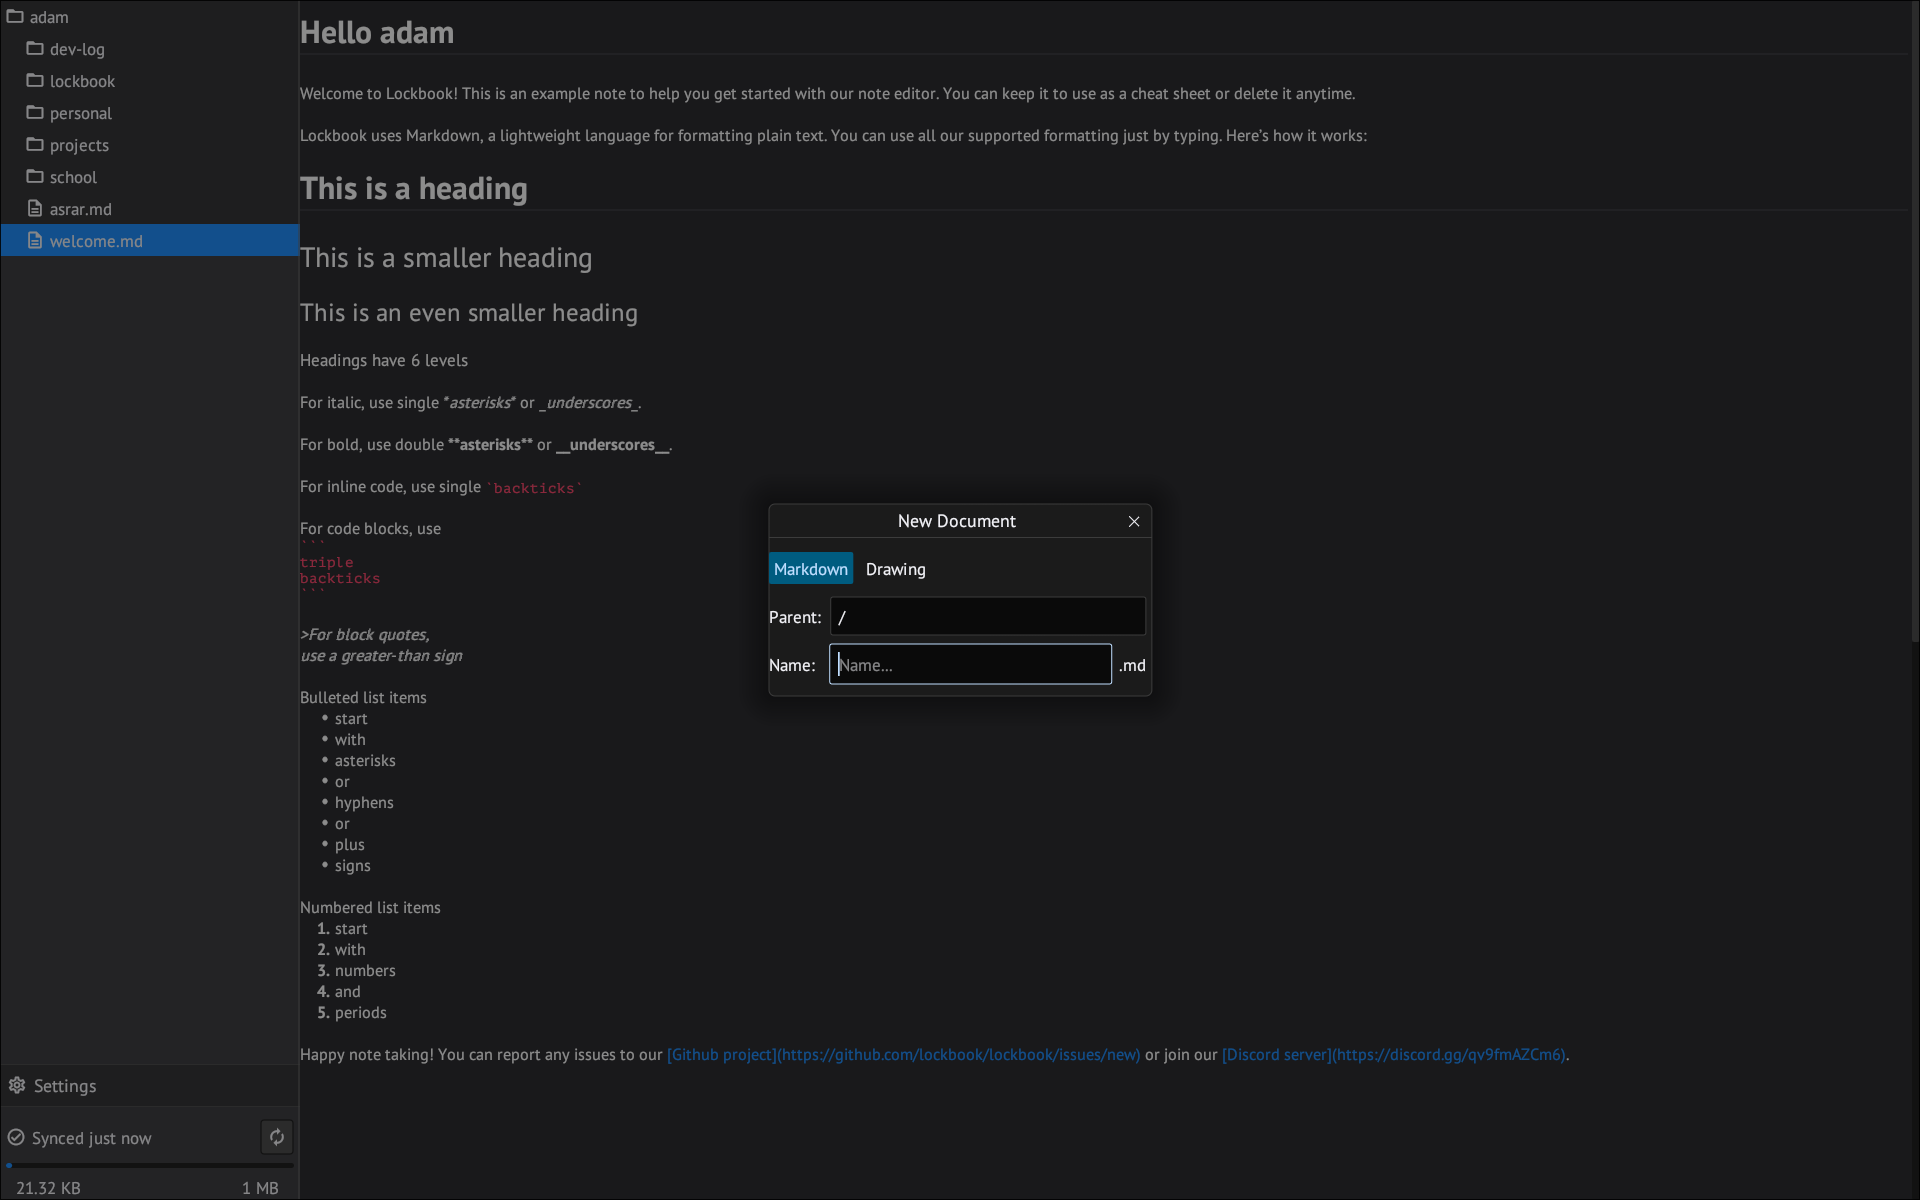 adam
dev-log
lockbook
personal
projects
school
asrar.md
welcome.md
Settings
Synced just now
21.32 KB 1 MB
Hello adam
Welcome to Lockbook! This is an example note to help you get started with our note editor. You can keep it to use as a cheat sheet or delete it anytime.
Lockbook uses Markdown, a lightweight language for formatting plain text. You can use all our supported formatting just by typing. Here's how it works:
This is a heading
This is a smaller heading
This is an even smaller heading
Headings have 6 levels
For italic, use single *asterisks* or _underscores_.
For bold, use double **asterisks** or __underscores__.
For inline code, use single `backticks`
For code blocks, use
```
triple
backticks
```
>For block quotes,
use a greater-than sign
Bulleted list items
• start
• with
• asterisks
• or
• hyphens
• or
• plus
• signs
Numbered list items
1. start
2. with
3. numbers
4. and
5. periods
Happy note taking! You can report any issues to our [Github project](https://github.com/lockbook/lockbook/issues/new) or join our [Discord server](https://discord.gg/qv9fmAZCm6).
New Document
Markdown Drawing
Parent: /
Name: Name... .md